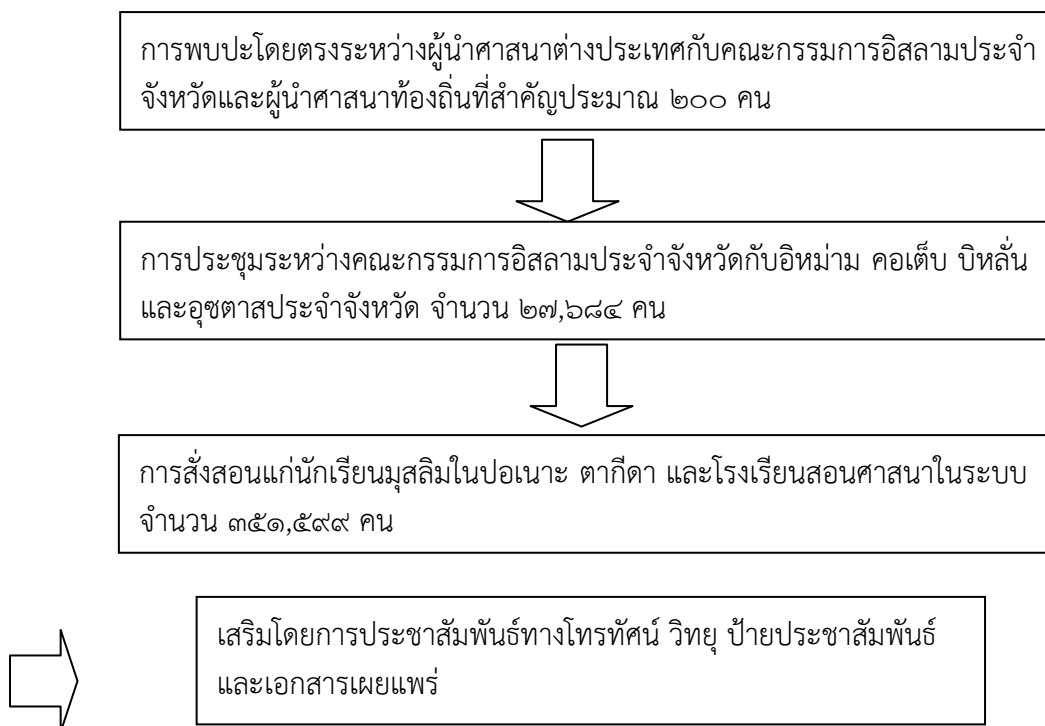 การพบปะโดยตรงระหว่างผู้นำศาสนาต่างประเทศกับคณะกรรมการอิสลามประจำ
จังหวัดและผู้นำศาสนาท้องถิ่นที่สำคัญประมาณ ๒๐๐ คน
การประชุมระหว่างคณะกรรมการอิสลามประจำจังหวัดกับอิหม่าม คอเต็บ บิหลั่น
และอุซตาสประจำจังหวัด จำนวน ๒๗,๖๘๔ คน
การสั่งสอนแก่นักเรียนมุสลิมในปอเนาะ ตากีดา และโรงเรียนสอนศาสนาในระบบ
จำนวน ๓๕๑,๕๙๙ คน
เสริมโดยการประชาสัมพันธ์ทางโทรทัศน์ วิทยุ ป้ายประชาสัมพันธ์
และเอกสารเผยแพร่